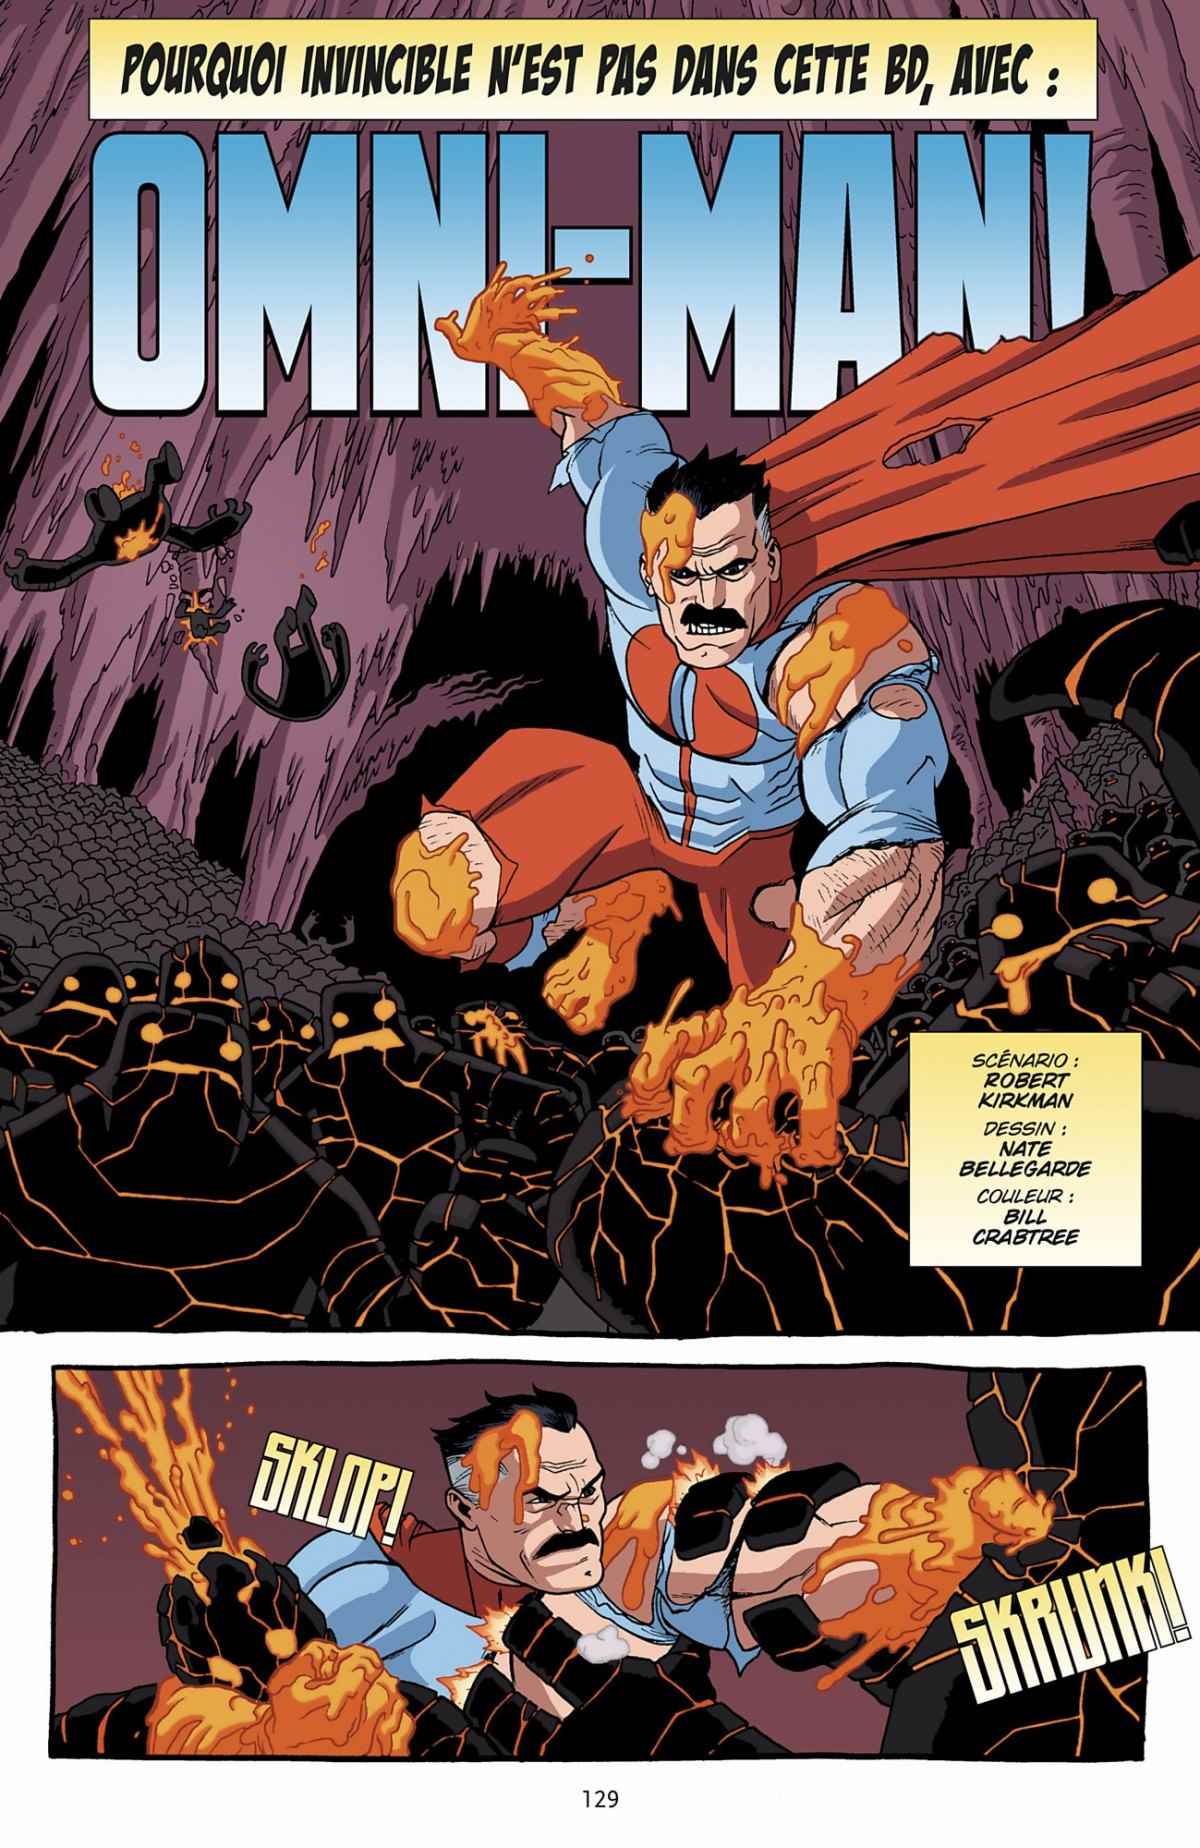 POURQUOI INVINCIBLE N'EST PAS DANS CETTE BD, AVEC :
OMNI-MAN!
SCÉNARIO :
ROBERT
KIRKMAN
DESSIN :
NATE
BELLEGARDE
COULEUR :
BILL
CRABTREE
SKLOP!
SKRUNK!
129